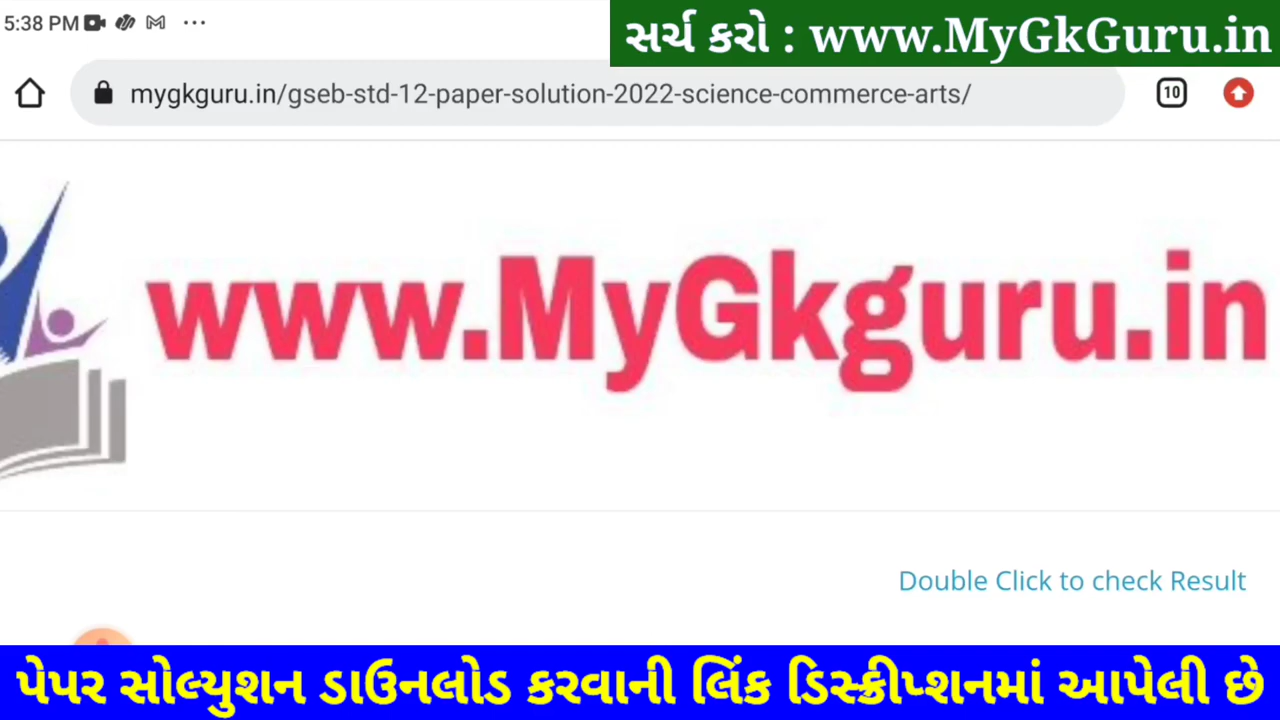 5:38 PM
સર્ચ કરો : www.MyGkGuru.in
mygkguru.in/gseb-std-12-paper-solution-2022-science-commerce-arts/
10
www.MyGkguru.in
Double Click to check Result
પેપર સોલ્યુશન ડાઉનલોડ કરવાની લિંક ડિસ્ક્રીપ્શનમાં આપેલી છે